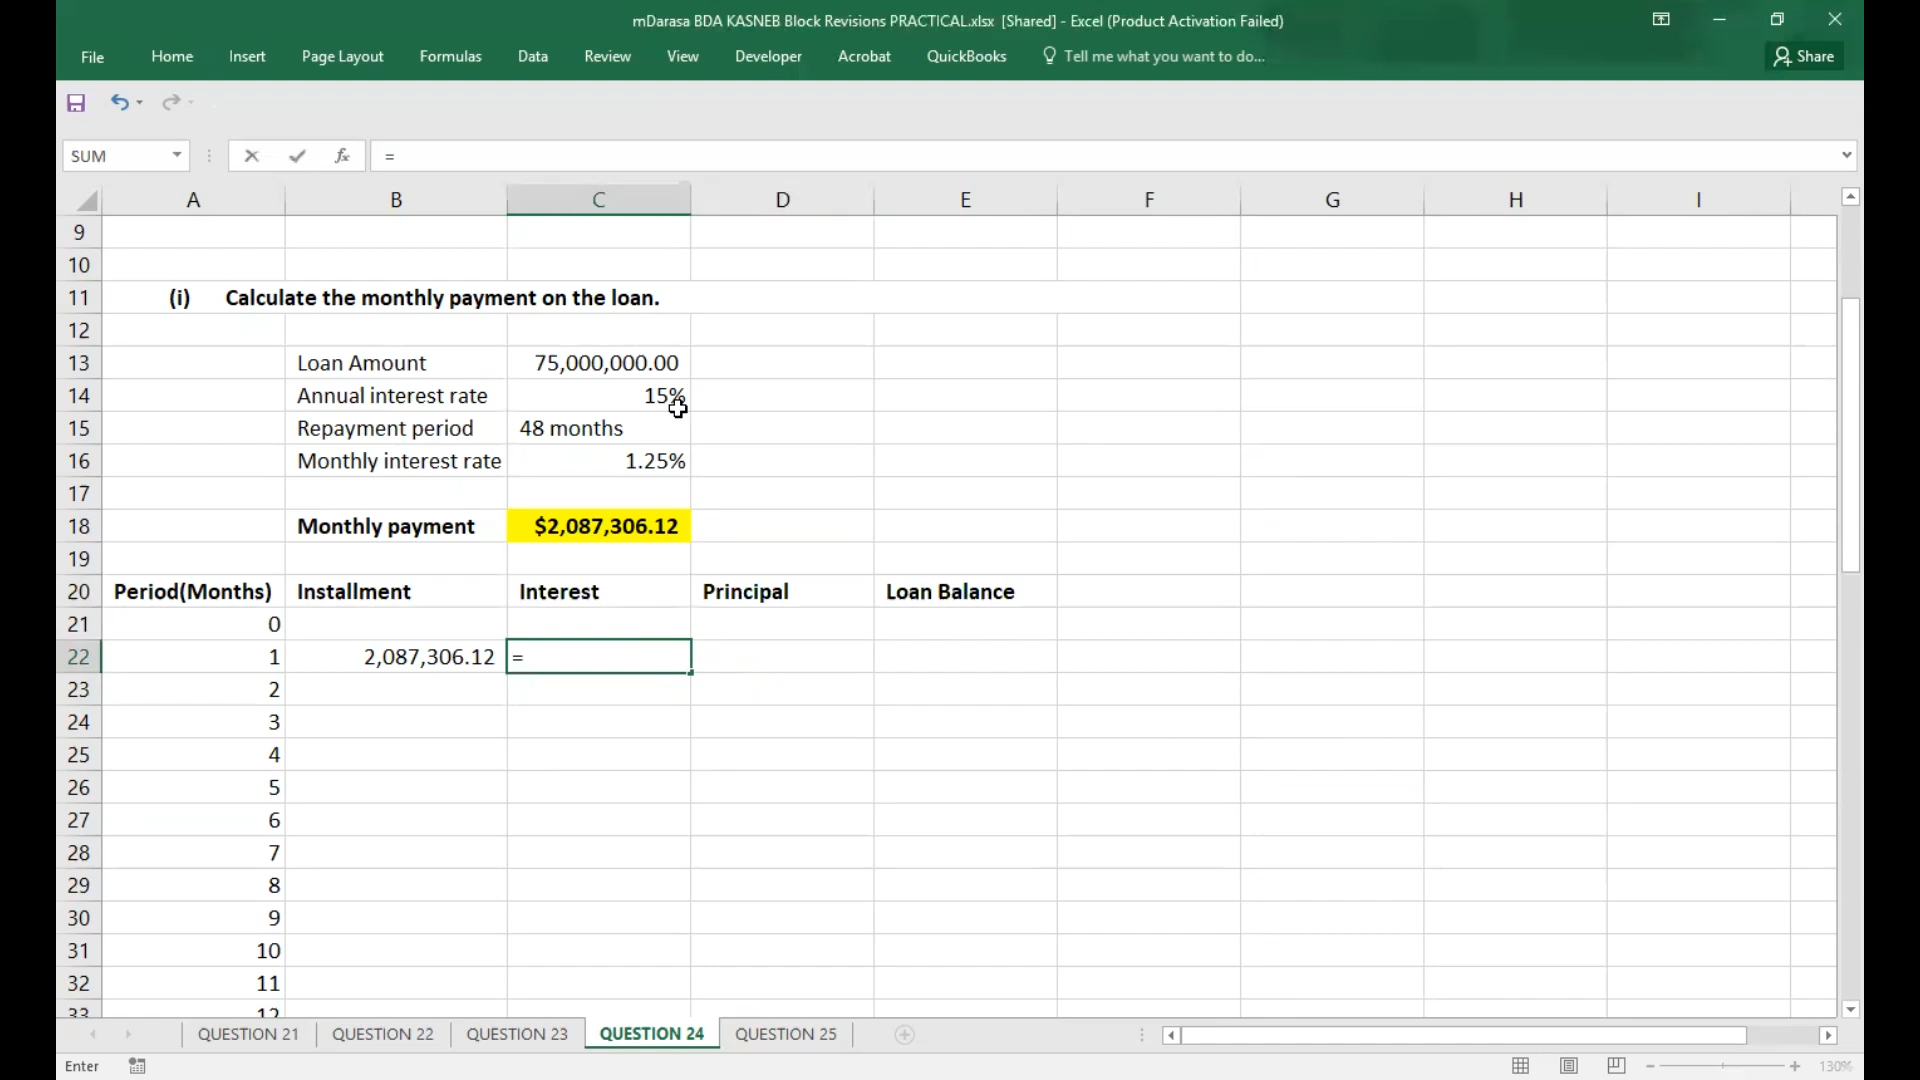 mDarasa BDA KASNEB Block Revisions PRACTICAL.xlsx [Shared] - Excel (Product Activation Failed)
File Home Insert Page Layout Formulas Data Review View Developer Acrobat QuickBooks Tell me what you want to do... Share
SUM fx =
A B C D E F G H I
9
10
11 (i) Calculate the monthly payment on the loan.
12
13 Loan Amount 75,000,000.00
14 Annual interest rate 15%
15 Repayment period 48 months
16 Monthly interest rate 1.25%
17
18 Monthly payment $2,087,306.12
19
20 Period(Months) Installment Interest Principal Loan Balance
21 0
22 1 2,087,306.12 =
23 2
24 3
25 4
26 5
27 6
28 7
29 8
30 9
31 10
32 11
33 12
QUESTION 21 QUESTION 22 QUESTION 23 QUESTION 24 QUESTION 25
Enter 130%